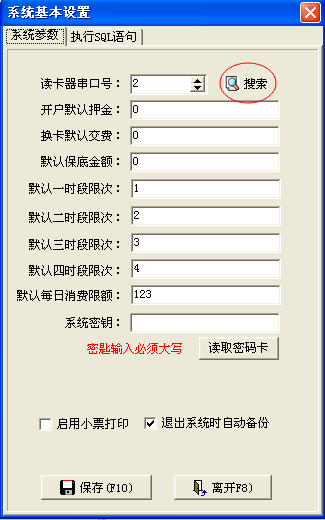 系统基本设置
系统参数 执行SQL语句
读卡器串口号： 2 搜索
开户默认押金： 0
换卡默认交费： 0
默认保底金额： 0
默认一时段限次： 1
默认二时段限次： 2
默认三时段限次： 3
默认四时段限次： 4
默认每日消费限额： 123
系统密钥：
密匙输入必须大写 读取密码卡
启用小票打印 退出系统时自动备份
保存(F10) 离开F8)